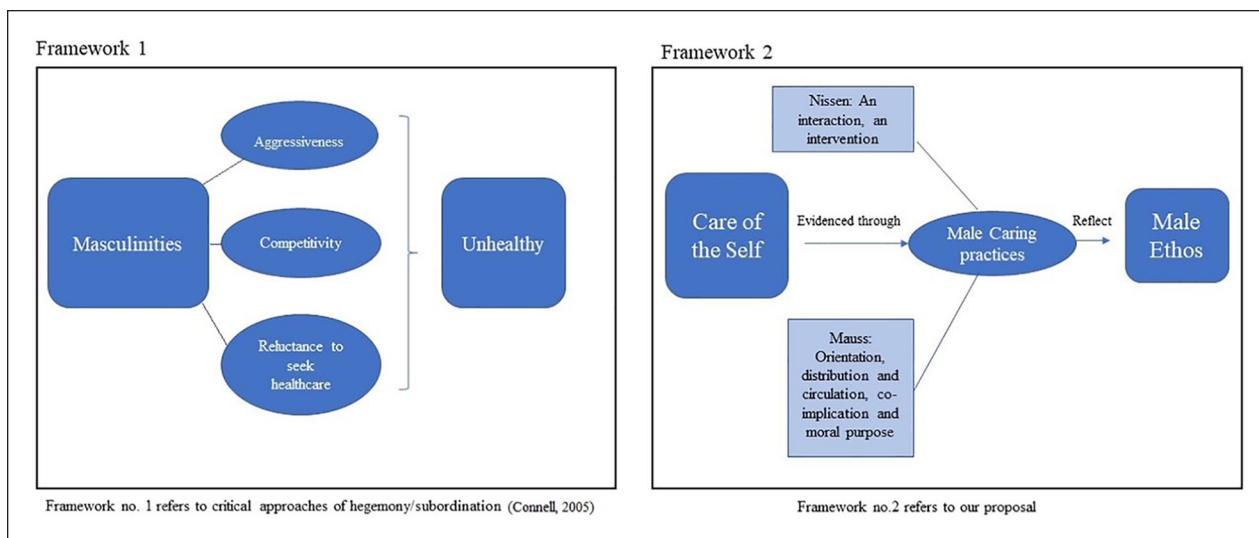 Framework 1
Aggressiveness
Masculinities
Competitivity
Unhealthy
Reluctance to
seek
healthcare
Framework no. 1 refers to critical approaches of hegemony/subordination (Connell, 2005)
Framework 2
Nissen: An
interaction, an
intervention
Care of
the Self
Evidenced through
Male Caring
practices
Reflect
Male
Ethos
Mauss:
Orientation,
distribution and
circulation, co-
implication and
moral purpose
Framework no.2 refers to our proposal